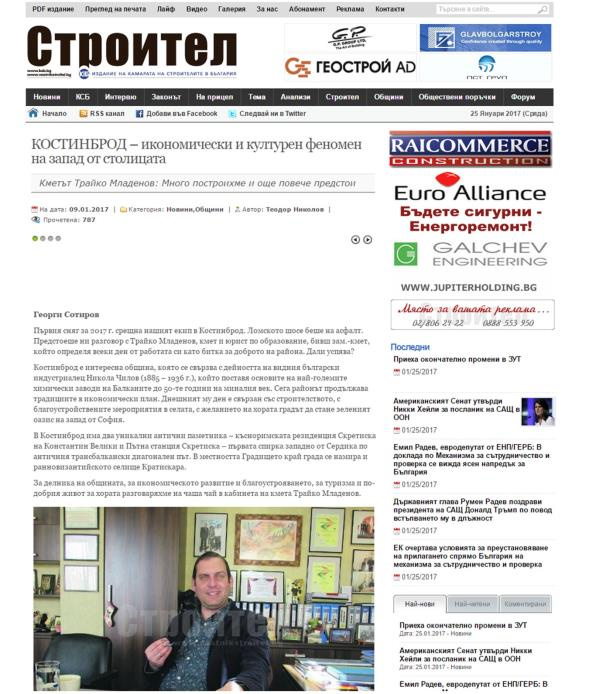 PDF издание Преглед на печата Лайф Видео Галерия За нас Абонамент Реклама Контакти Търсене в сайта...
Строител
ИЗДАНИЕ НА КАМАРАТА НА СТРОИТЕЛИТЕ В БЪЛГАРИЯ
G.P. GROUP
GLAVBOLGARSTROY
Confidence created through quality
ГЕОСТРОЙ AD
ПСТ ГРУП
Новини КСБ Интервю Законът На прицел Тема Анализи Строител Общини Обществени поръчки Форум
Начало RSS канал Добави във Facebook Следвай ни в Twitter 25 Януари 2017 (Сряда)
КОСТИНБРОД – икономически и културен феномен
на запад от столицата
Кметът Трайко Младенов: Много построихме и още повече предстои
На дата: 09.01.2017 | Категория: Новини,Общини | Автор: Теодор Николов |
Прочетена: 787
Георги Сотиров
Първия сняг за 2017 г. срещна нашият екип в Костинброд. Ломското шосе беше на асфалт.
Предстоеше ни разговор с Трайко Младенов, кмет и юрист по образование, бивш зам.-кмет,
който определя всеки ден от работата си като битка за доброто на района. Дали успява?
Костинброд е интересна община, която се свързва с дейността на видния български
индустриалец Никола Чилов (1885 – 1936 г.), който поставя основите на най-големите
химически заводи на Балканите до 50-те години на миналия век. Сега районът продължава
традициите в икономически план. Днешният му ден е свързан със строителството, с
благоустройствените мероприятия в селата, с желанието на хората градът да стане зеленият
оазис на запад от София.
В Костинброд има два уникални антични паметника – късноримската резиденция Скретиска
на Константин Велики и Пътна станция Скретиска – първата спирка западно от Сердика по
античния трансбалкански диагонален път. В местността Градището край града се намира и
ранновизантийското селище Кратискара.
За делника на общината, за икономическото развитие и благоустрояването, за туризма и по-
добрия живот за хората разговаряхме на чаша чай в кабинета на кмета Трайко Младенов.
Строител
RAICOMMERCE
CONSTRUCTION
Euro Alliance
Бъдете сигурни -
Енергоремонт!
GALCHEV
ENGINEERING
WWW.JUPITERHOLDING.BG
Място за вашата реклама...
02/806 24 22 0888 553 950
Последни
Приеха окончателно промени в ЗУТ
01/25/2017
Американският Сенат утвърди
Никки Хейли за посланик на САЩ в
ООН
01/25/2017
Емил Радев, евродепутат от ЕНП/ГЕРБ: В
доклада по Механизма за сътрудничество и
проверка се вижда ясен напредък за
България
01/25/2017
Държавният глава Румен Радев поздрави
президента на САЩ Доналд Тръмп по повод
встъпването му в длъжност
01/25/2017
ЕК очертава условията за преустановяване
на прилагането спрямо България на
механизма за сътрудничество и проверка
01/25/2017
Най-нови Най-четени Коментирани
Приеха окончателно промени в ЗУТ
Дата: 25.01.2017 - Новини
Американският Сенат утвърди Никки
Хейли за посланик на САЩ в ООН
Дата: 25.01.2017 - Новини
Емил Радев, евродепутат от ЕНП/ГЕРБ: В